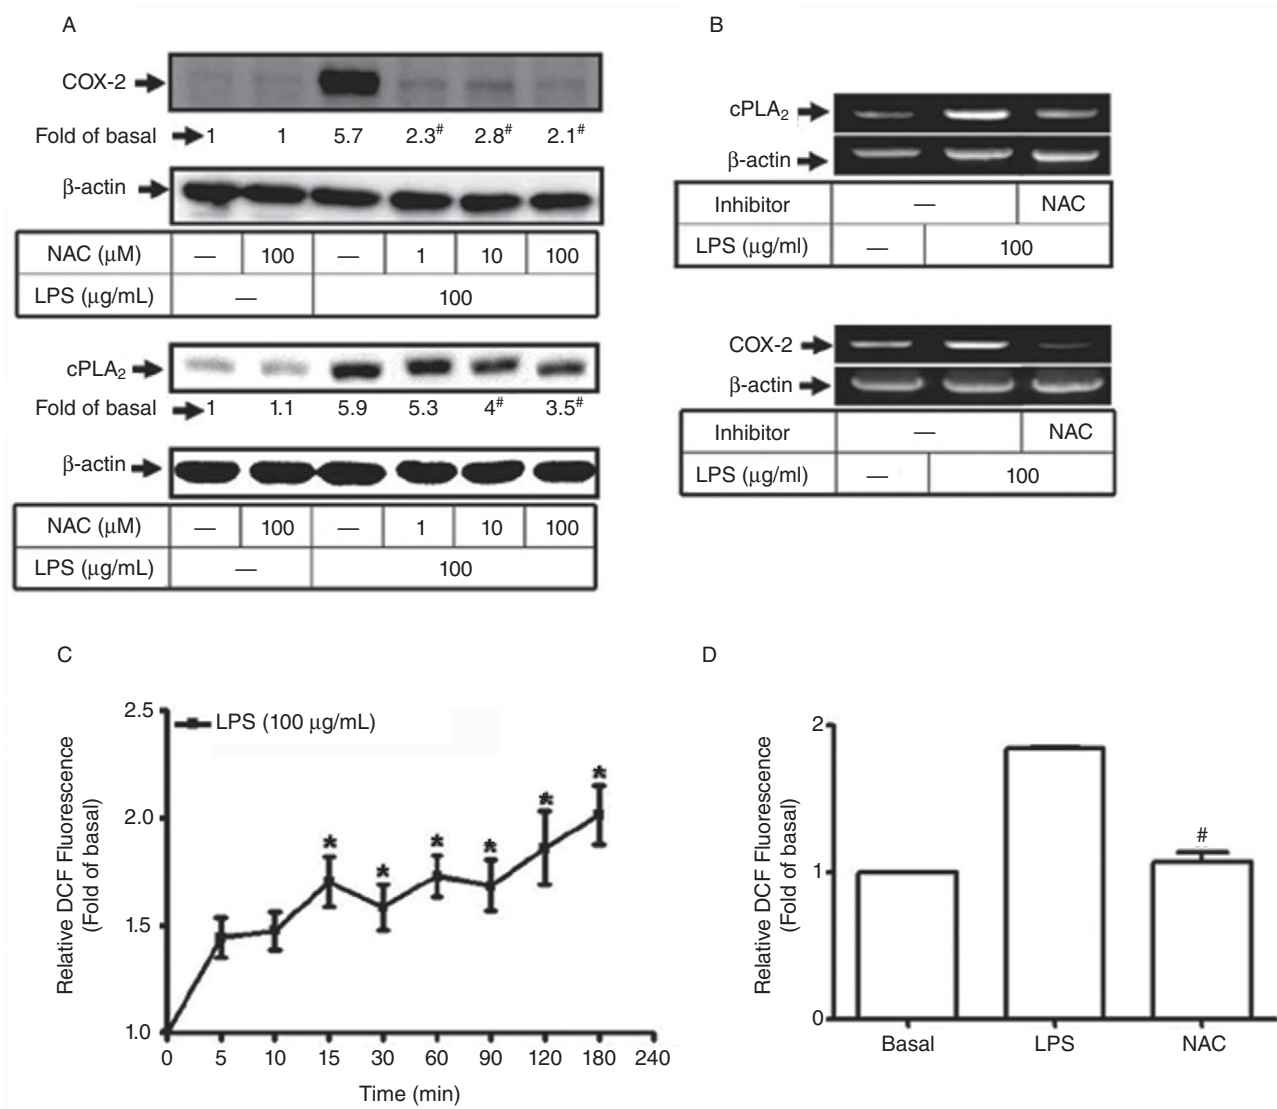 A
COX-2
Fold of basal 1 1 5.7 2.3# 2.8# 2.1#
β-actin
NAC (μM) — 100 — 1 10 100
LPS (μg/mL) — 100
cPLA2
Fold of basal 1 1.1 5.9 5.3 4# 3.5#
β-actin
NAC (μM) — 100 — 1 10 100
LPS (μg/mL) — 100
B
cPLA2
β-actin
Inhibitor — NAC
LPS (μg/ml) — 100
COX-2
β-actin
Inhibitor — NAC
LPS (μg/ml) — 100
C
Relative DCF Fluorescence
(Fold of basal)
2.5
2.0
1.5
1.0
LPS (100 μg/mL)
* * * * * *
0 5 10 15 30 60 90 120 180 240
Time (min)
D
Relative DCF Fluorescence
(Fold of basal)
2
1
0
#
Basal LPS NAC